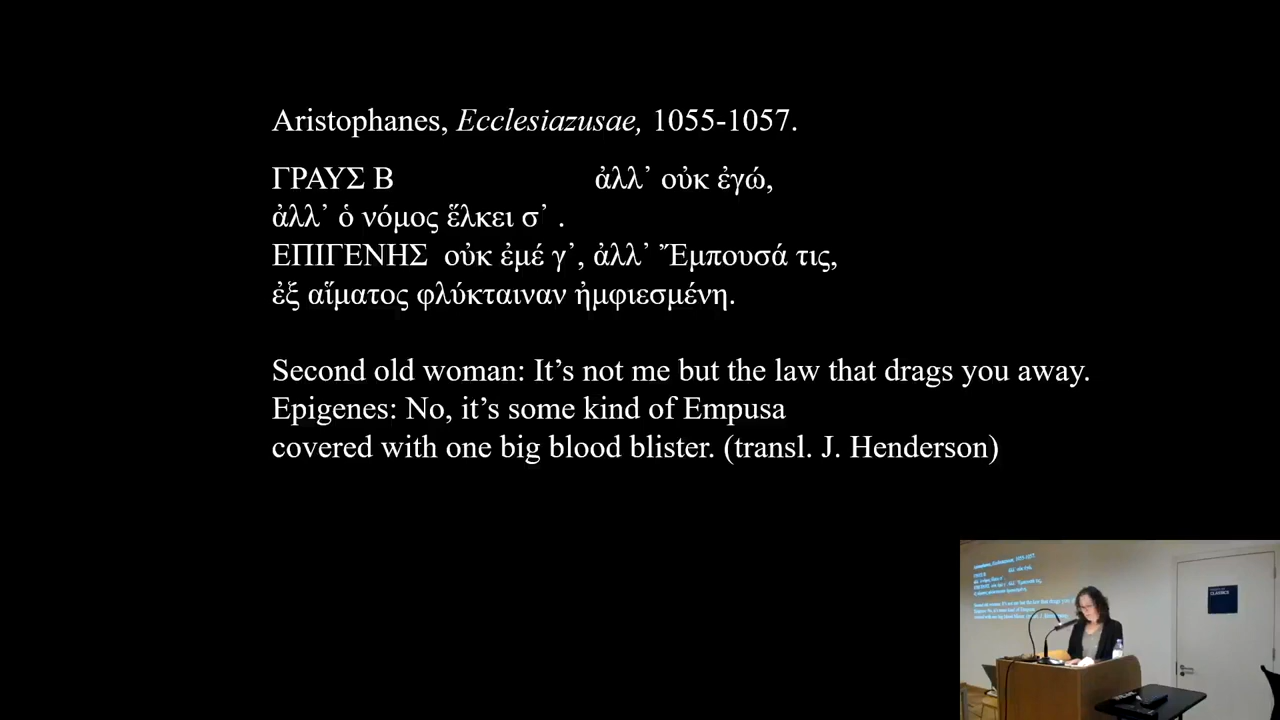 Aristophanes, Ecclesiazusae, 1055-1057.
ΓΡΑΥΣ Β ἀλλ᾽ οὐκ ἐγώ,
ἀλλ᾽ ὁ νόμος ἕλκει σ᾽ .
ΕΠΙΓΕΝΗΣ οὐκ ἐμέ γ᾽, ἀλλ᾽ Ἔμπουσά τις,
ἐξ αἵματος φλύκταιναν ἠμφιεσμένη.
Second old woman: It’s not me but the law that drags you away.
Epigenes: No, it’s some kind of Empusa
covered with one big blood blister. (transl. J. Henderson)
CLASSICS